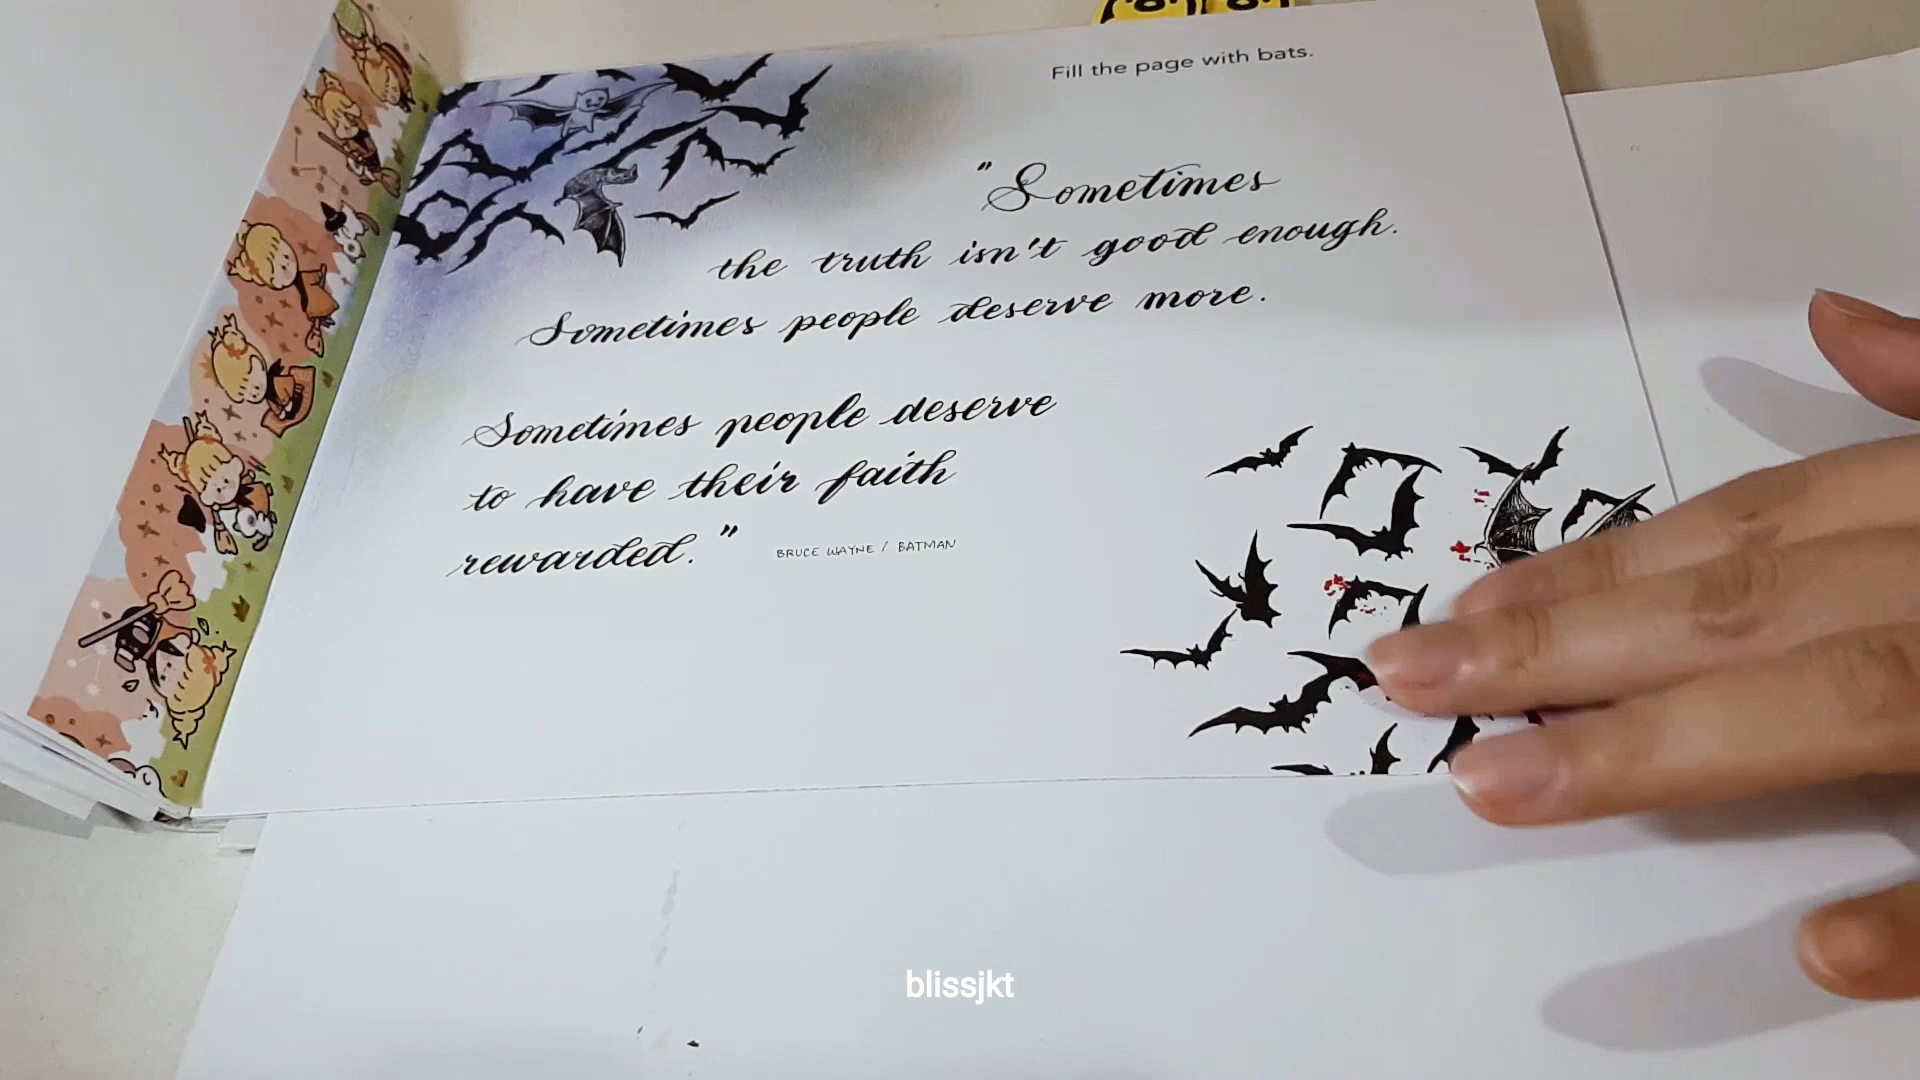 Fill the page with bats.
"Sometimes
the truth isn't good enough.
Sometimes people deserve more.
Sometimes people deserve
to have their faith
rewarded."
BRUCE WAYNE / BATMAN
blissjkt